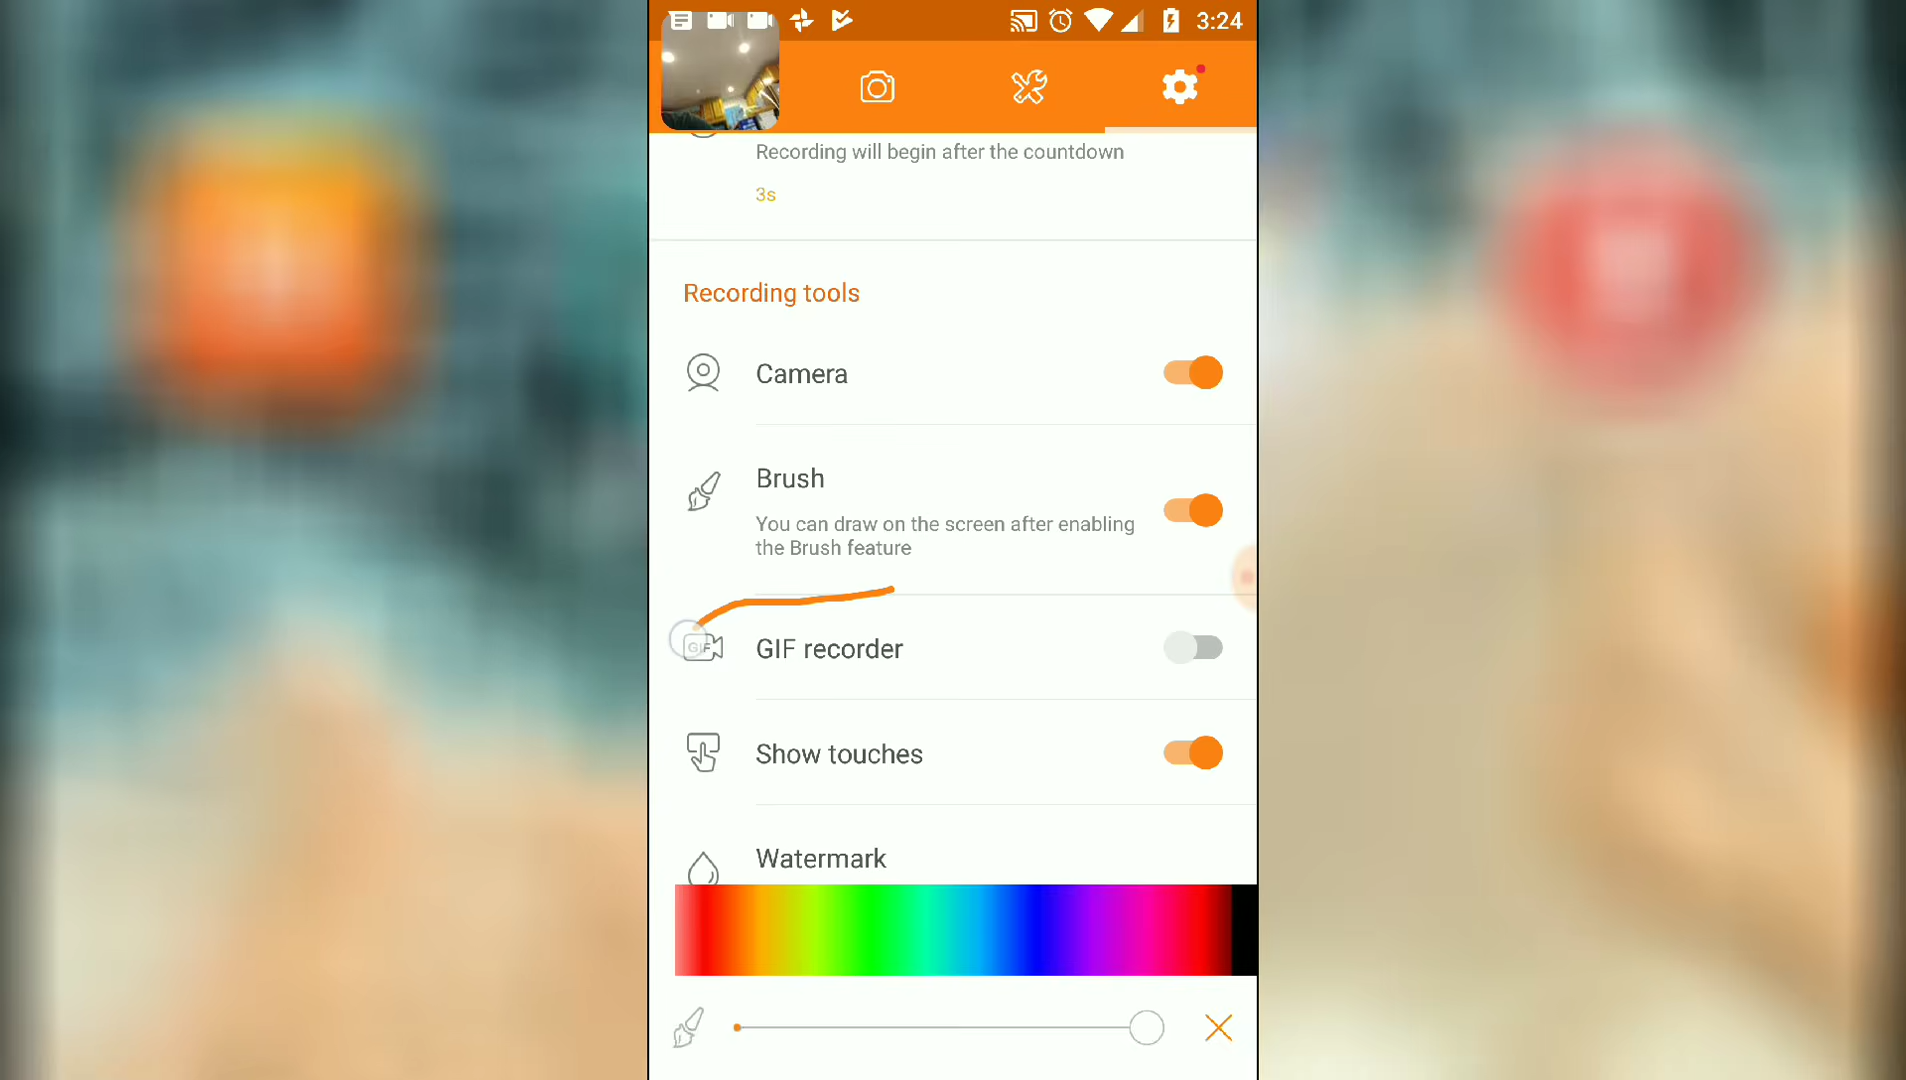 3:24
Recording will begin after the countdown
3s
Recording tools
Camera
Brush
You can draw on the screen after enabling
the Brush feature
GIF
GIF recorder
Show touches
Watermark